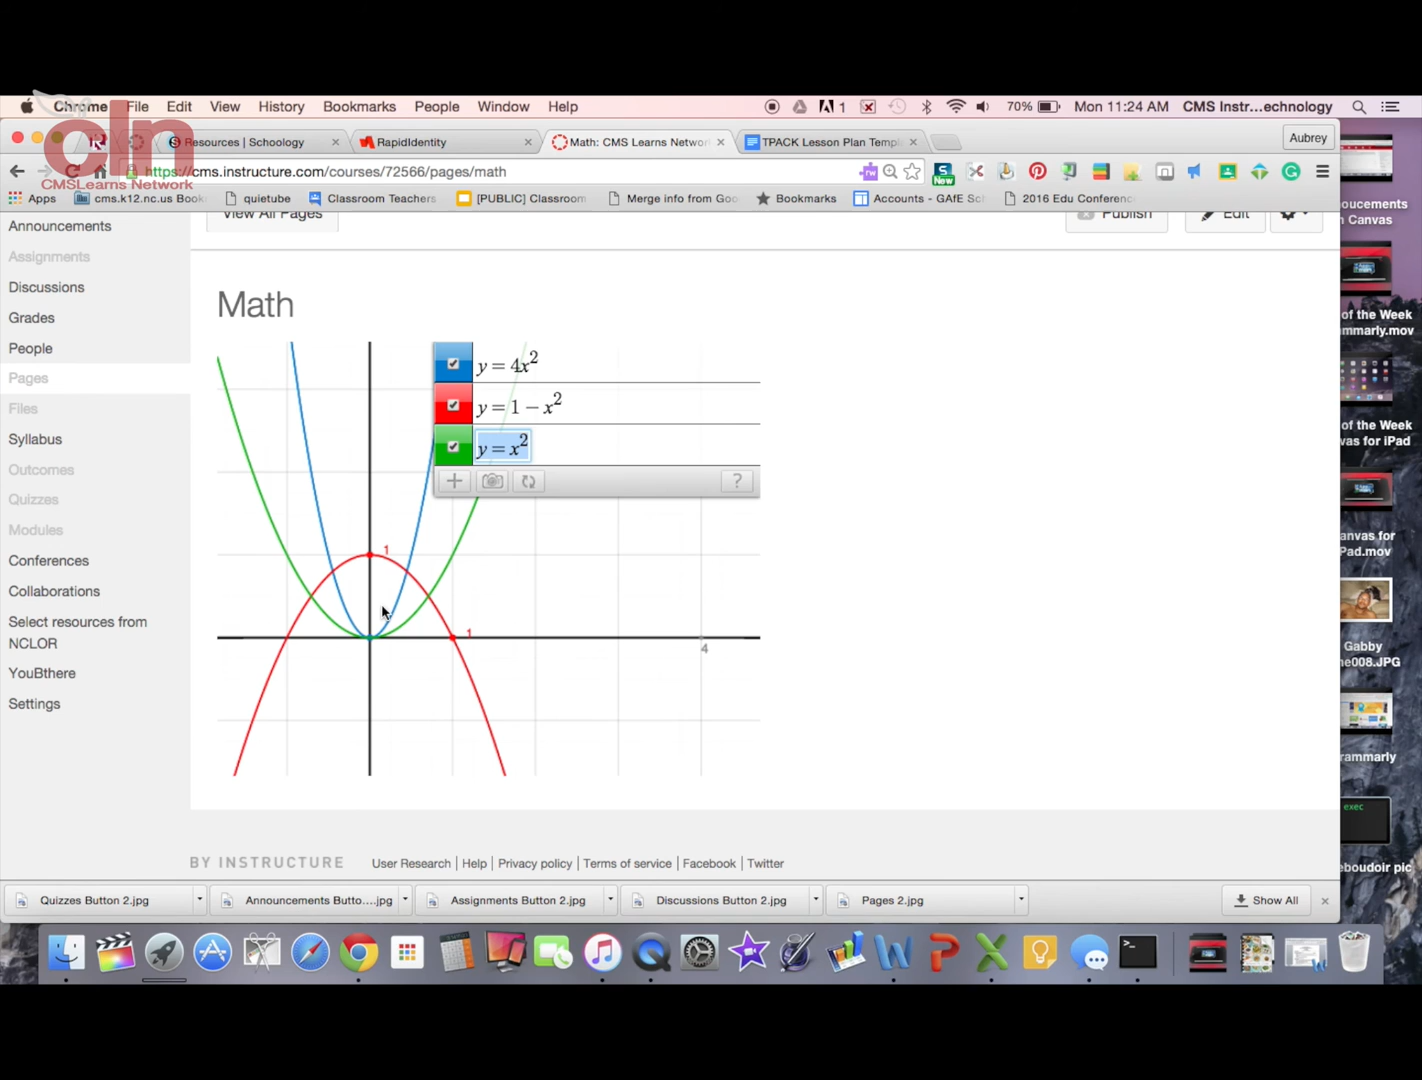 Chrome File Edit View History Bookmarks People Window Help 1 70% Mon 11:24 AM CMS Instr...echnology
Resources | Schoology RapidIdentity Math: CMS Learns Networ TPACK Lesson Plan Templ Aubrey
cln
CMSLearns Network
https://cms.instructure.com/courses/72566/pages/math
New
Apps cms.k12.nc.us Book quietube Classroom Teachers [PUBLIC] Classroom Merge info from Goo Bookmarks Accounts - GAfE Sch 2016 Edu Conferenc
View All Pages Publish Edit
Announcements
Assignments
Discussions
Grades
People
Pages
Files
Syllabus
Outcomes
Quizzes
Modules
Conferences
Collaborations
Select resources from
NCLOR
YouBthere
Settings
Math
y = 4x²
y = 1 − x²
y = x²
?
1
1
4
BY INSTRUCTURE User Research | Help | Privacy policy | Terms of service | Facebook | Twitter
Quizzes Button 2.jpg Announcements Butto....jpg Assignments Button 2.jpg Discussions Button 2.jpg Pages 2.jpg Show All
oucements
n Canvas
of the Week
mmarly.mov
of the Week
vas for iPad
anvas for
Pad.mov
Gabby
ne008.JPG
rammarly
exec
eboudoir pic